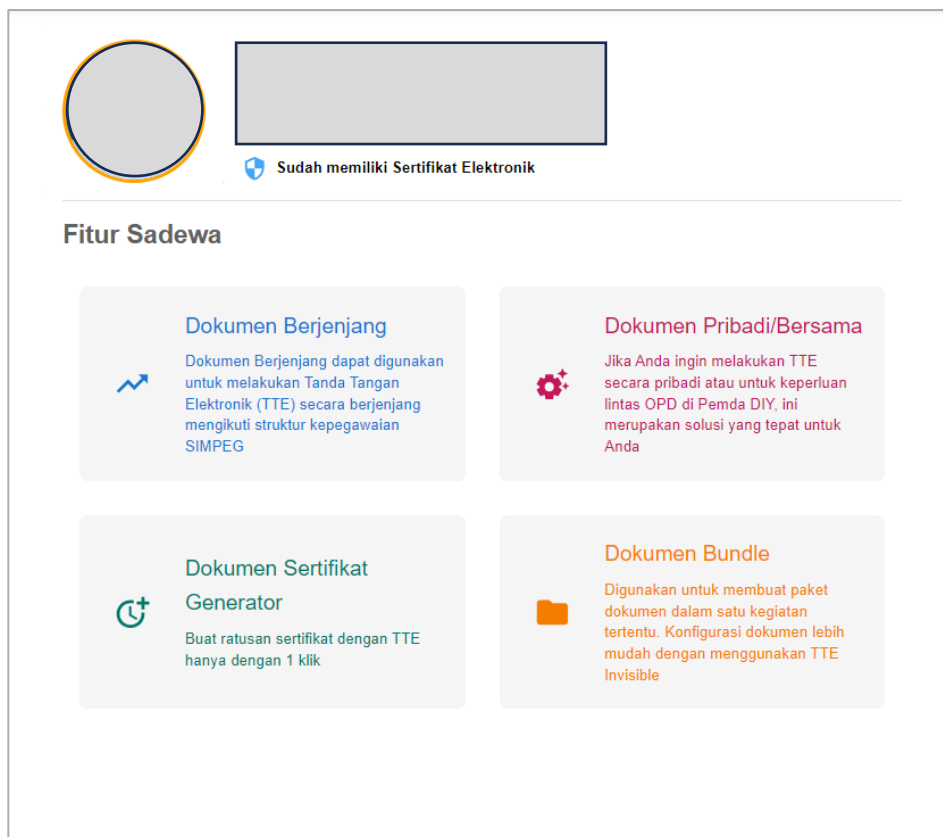 Sudah memiliki Sertifikat Elektronik
Fitur Sadewa
Dokumen Berjenjang
Dokumen Berjenjang dapat digunakan
untuk melakukan Tanda Tangan
Elektronik (TTE) secara berjenjang
mengikuti struktur kepegawaian
SIMPEG
Dokumen Pribadi/Bersama
Jika Anda ingin melakukan TTE
secara pribadi atau untuk keperluan
lintas OPD di Pemda DIY, ini
merupakan solusi yang tepat untuk
Anda
Dokumen Sertifikat
Generator
Buat ratusan sertifikat dengan TTE
hanya dengan 1 klik
Dokumen Bundle
Digunakan untuk membuat paket
dokumen dalam satu kegiatan
tertentu. Konfigurasi dokumen lebih
mudah dengan menggunakan TTE
Invisible